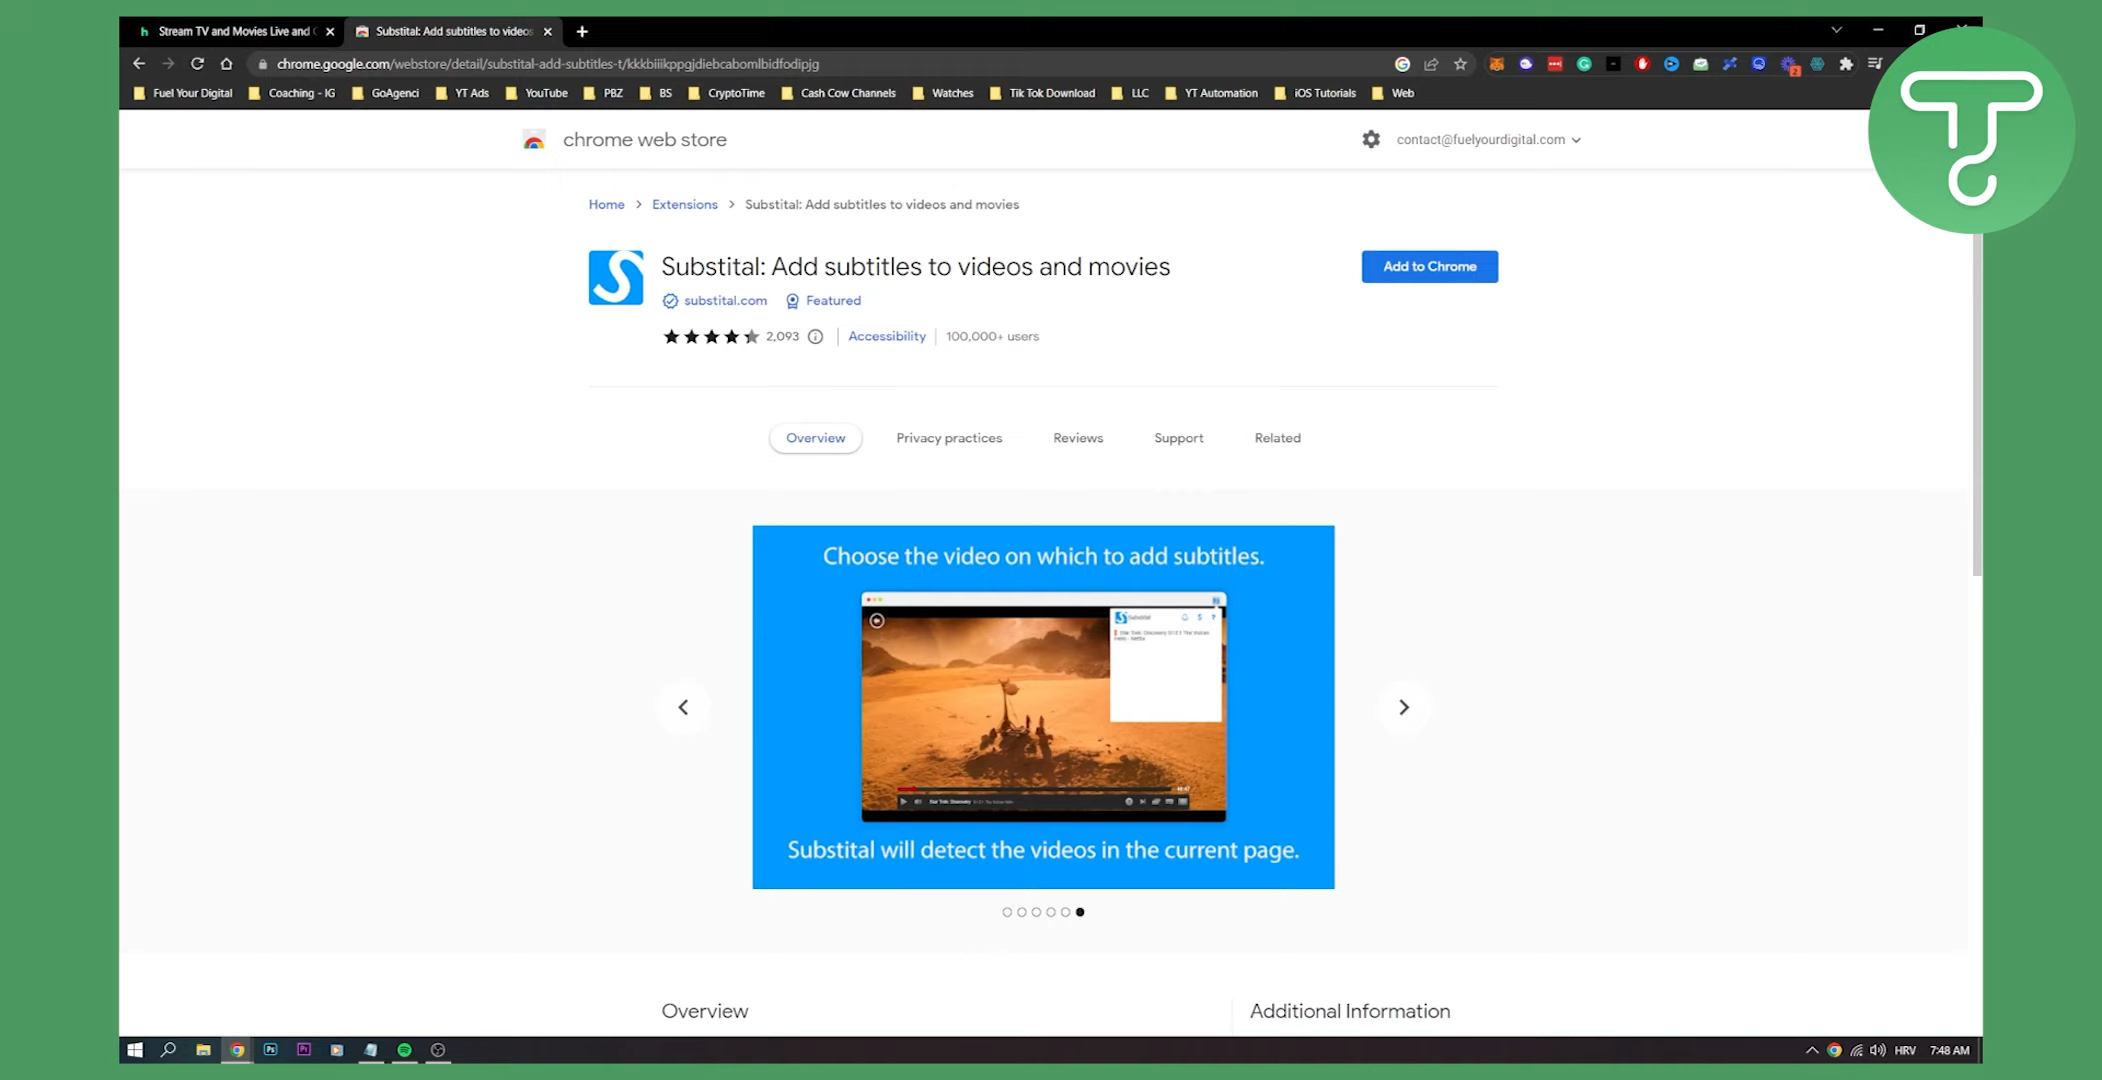 Stream TV and Movies Live and
Substital: Add subtitles to videos
chrome.google.com/webstore/detail/substital-add-subtitles-t/kkkbiiikppgjdiebcabomlbidfodipjg
Fuel Your Digital
Coaching - IG
GoAgenci
YT Ads
YouTube
PBZ
BS
CryptoTime
Cash Cow Channels
Watches
Tik Tok Download
LLC
YT Automation
iOS Tutorials
Web
chrome web store
contact@fuelyourdigital.com
Home > Extensions > Substital: Add subtitles to videos and movies
Substital: Add subtitles to videos and movies
Add to Chrome
substital.com
Featured
2,093
Accessibility
100,000+ users
Overview
Privacy practices
Reviews
Support
Related
Choose the video on which to add subtitles.
Substital
Star Trek: Discovery
Substital will detect the videos in the current page.
Overview
Additional Information
HRV
7:48 AM